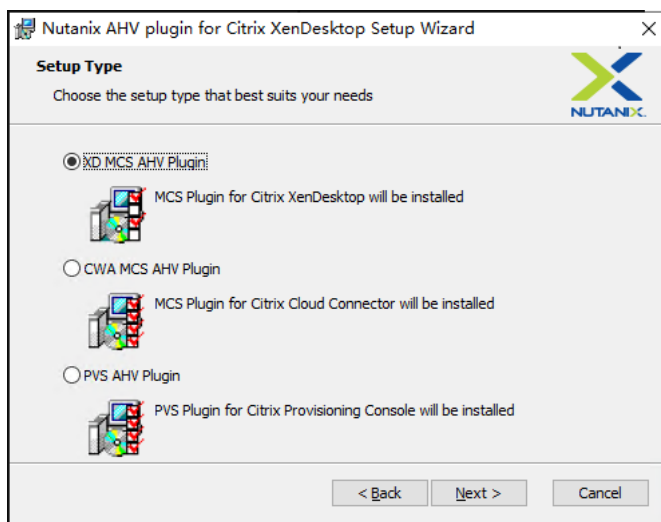 Nutanix AHV plugin for Citrix XenDesktop Setup Wizard
Setup Type
Choose the setup type that best suits your needs
NUTANIX.
XD MCS AHV Plugin
MCS Plugin for Citrix XenDesktop will be installed
CWA MCS AHV Plugin
MCS Plugin for Citrix Cloud Connector will be installed
PVS AHV Plugin
PVS Plugin for Citrix Provisioning Console will be installed
< Back Next > Cancel